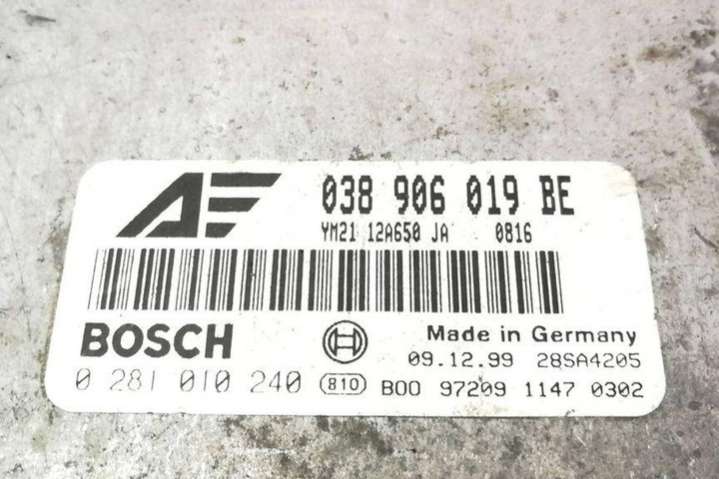 AE
038 906 019 BE
YM21 12A650 JA 0816
BOSCH
Made in Germany
09.12.99 28SA4205
0 281 010 240 810 B00 97209 1147 0302